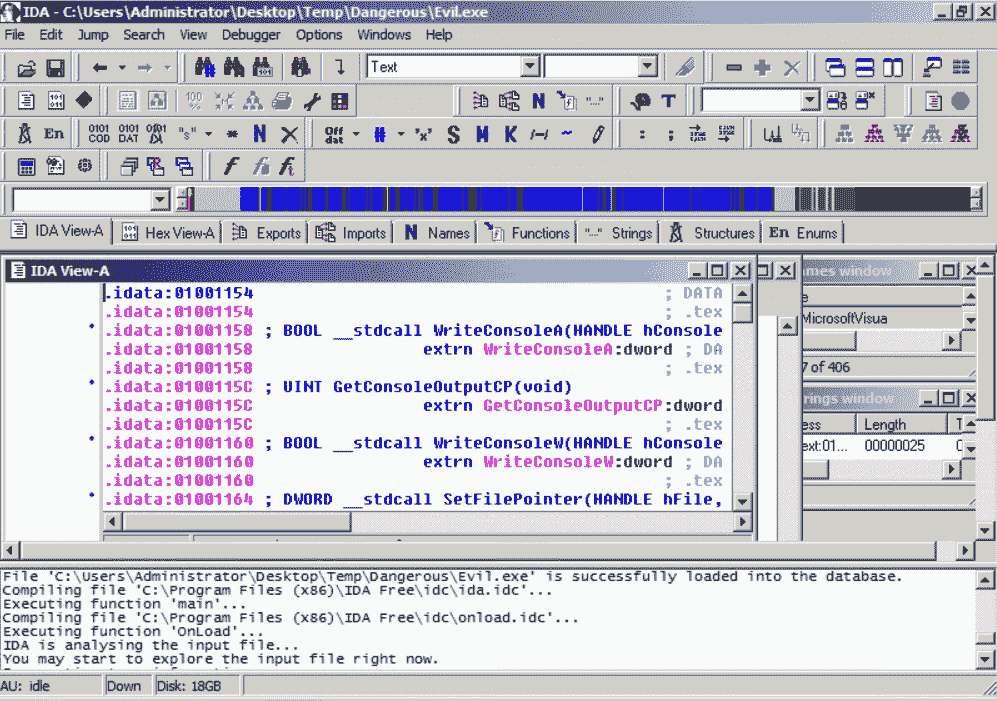 IDA - C:\Users\Administrator\Desktop\Temp\Dangerous\Evil.exe
File Edit Jump Search View Debugger Options Windows Help
Text
En
Off dat
S M K
IDA View-A Hex View-A Exports Imports N Names Functions Strings Structures En Enums
IDA View-A
.idata:01001154 ; DATA
.idata:01001154 ; .tex
.idata:01001158 ; BOOL __stdcall WriteConsoleA(HANDLE hConsole
.idata:01001158 extrn WriteConsoleA:dword ; DA
.idata:01001158 ; .tex
.idata:0100115C ; UINT GetConsoleOutputCP(void)
.idata:0100115C extrn GetConsoleOutputCP:dword
.idata:0100115C ; .tex
.idata:01001160 ; BOOL __stdcall WriteConsoleW(HANDLE hConsole
.idata:01001160 extrn WriteConsoleW:dword ; DA
.idata:01001160 ; .tex
.idata:01001164 ; DWORD __stdcall SetFilePointer(HANDLE hFile,
ames window
MicrosoftVisua
7 of 406
rings window
ess Length T
ext:01... 00000025
File 'C:\Users\Administrator\Desktop\Temp\Dangerous\Evil.exe' is successfully loaded into the database.
Compiling file 'C:\Program Files (x86)\IDA Free\idc\ida.idc'...
Executing function 'main'...
Compiling file 'C:\Program Files (x86)\IDA Free\idc\onload.idc'...
Executing function 'OnLoad'...
IDA is analysing the input file...
You may start to explore the input file right now.
AU: idle Down Disk: 18GB